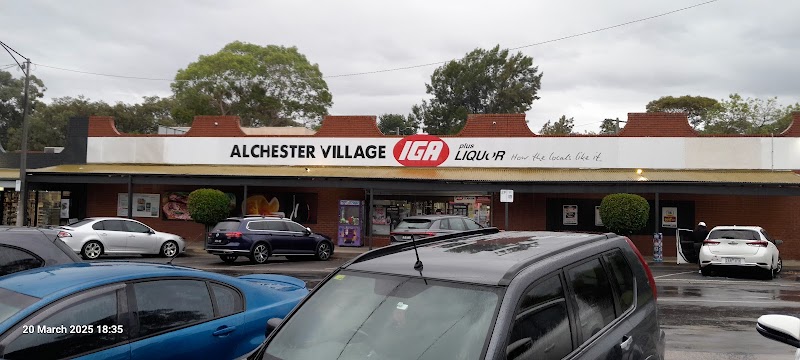 ALCHESTER VILLAGE IGA plus LIQUOR How the locals like it
20 March 2025 18:35